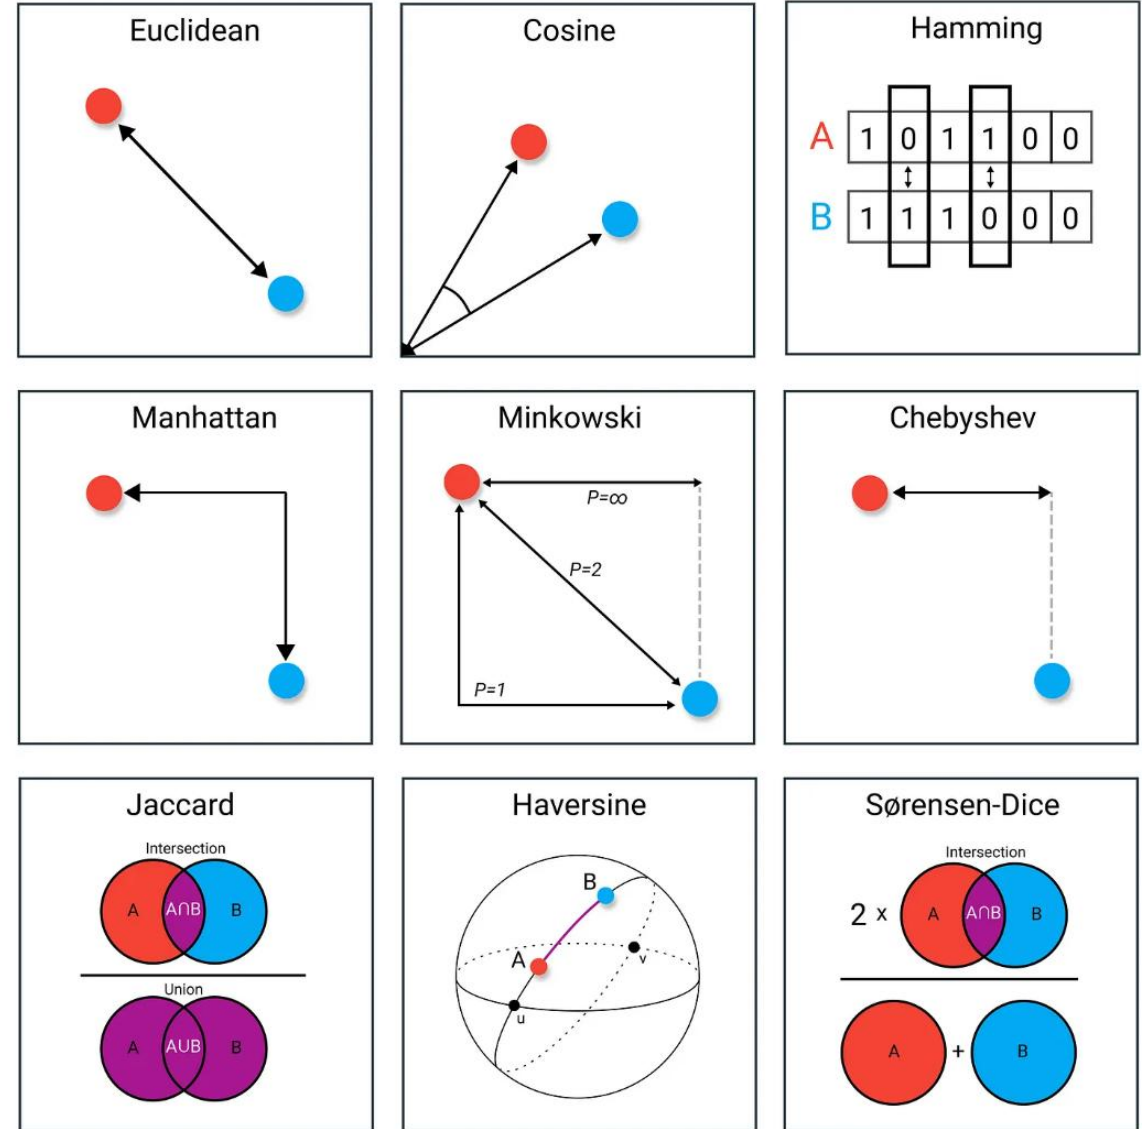 Euclidean
Cosine
Hamming
A 1 0 1 1 0 0
B 1 1 1 0 0 0
Manhattan
Minkowski
P=∞
P=2
P=1
Chebyshev
Jaccard
Intersection
A A∩B B
Union
A A∪B B
Haversine
B
A
v
u
Sørensen-Dice
Intersection
2 x A A∩B B
A + B